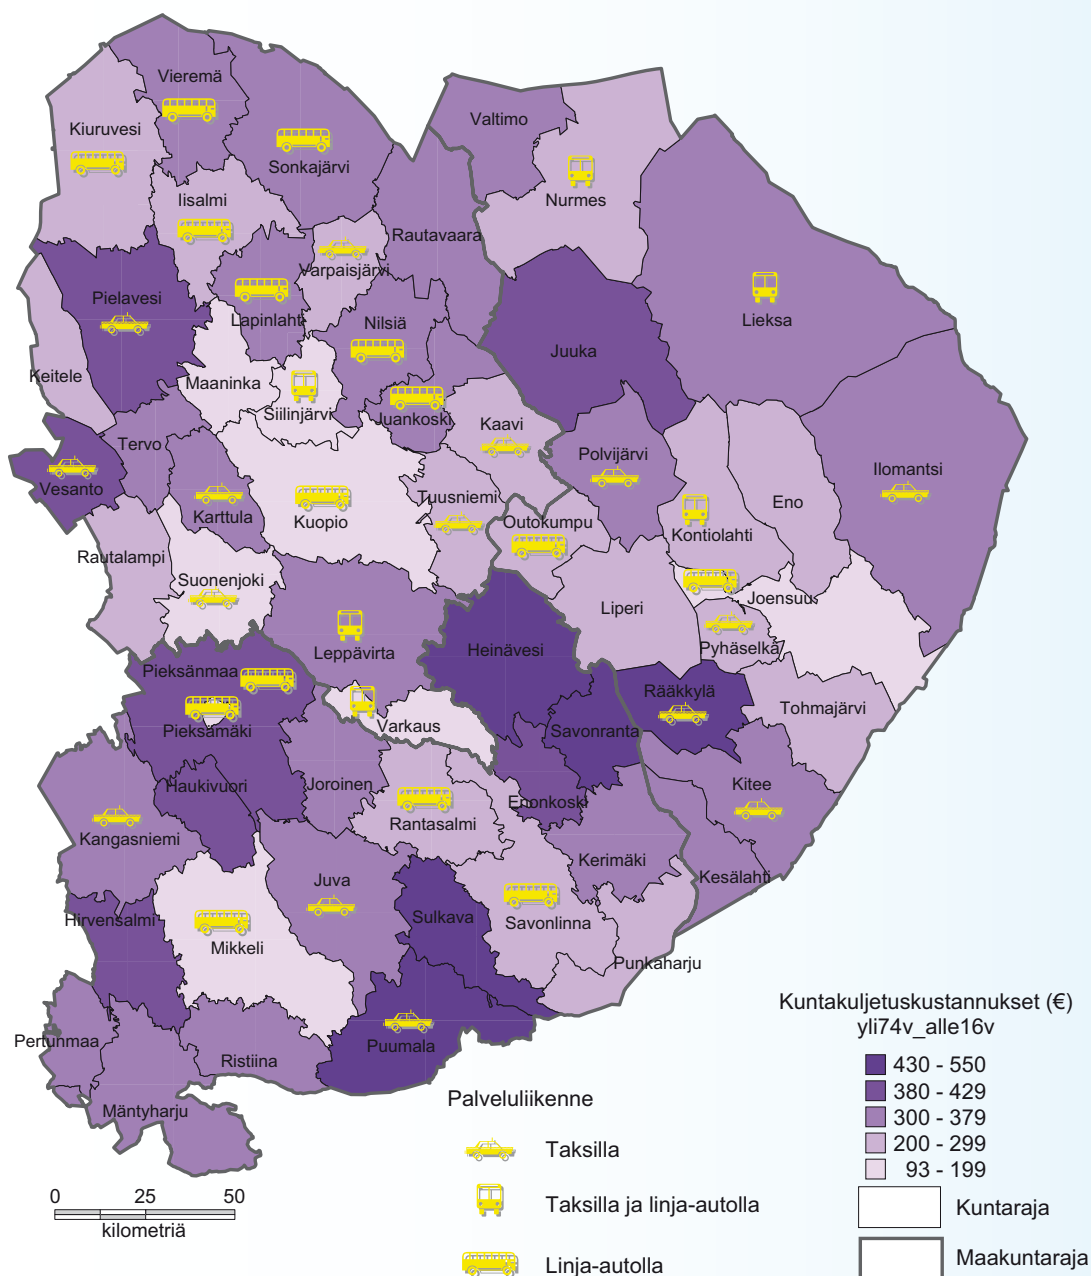 Vieremä
Valtimo
Kiuruvesi
Sonkajärvi
Iisalmi
Nurmes
Rautavaara
Varpaisjärvi
Pielavesi
Lapinlahti
Nilsiä
Lieksa
Juuka
Keitele
Maaninka
Siilinjärvi
Juankoski
Kaavi
Tervo
Polvijärvi
Ilomantsi
Vesanto
Tuusniemi
Eno
Karttula
Kuopio
Outokumpu
Kontiolahti
Rautalampi
Suonenjoki
Joensuu
Liperi
Pyhäselkä
Leppävirta
Heinävesi
Pieksänmaa
Rääkkylä
Tohmajärvi
Pieksämäki
Varkaus
Savonranta
Haukivuori
Joroinen
Kitee
Enonkoski
Rantasalmi
Kangasniemi
Kerimäki
Kesälahti
Juva
Hirvensalmi
Sulkava
Savonlinna
Mikkeli
Punkaharju
Pertunmaa
Puumala
Ristiina
Mäntyharju
Kuntakuljetuskustannukset (€)
yli74v_alle16v
430 - 550
380 - 429
300 - 379
200 - 299
93 - 199
Kuntaraja
Maakuntaraja
Palveluliikenne
Taksilla
Taksilla ja linja-autolla
Linja-autolla
0 25 50
kilometriä